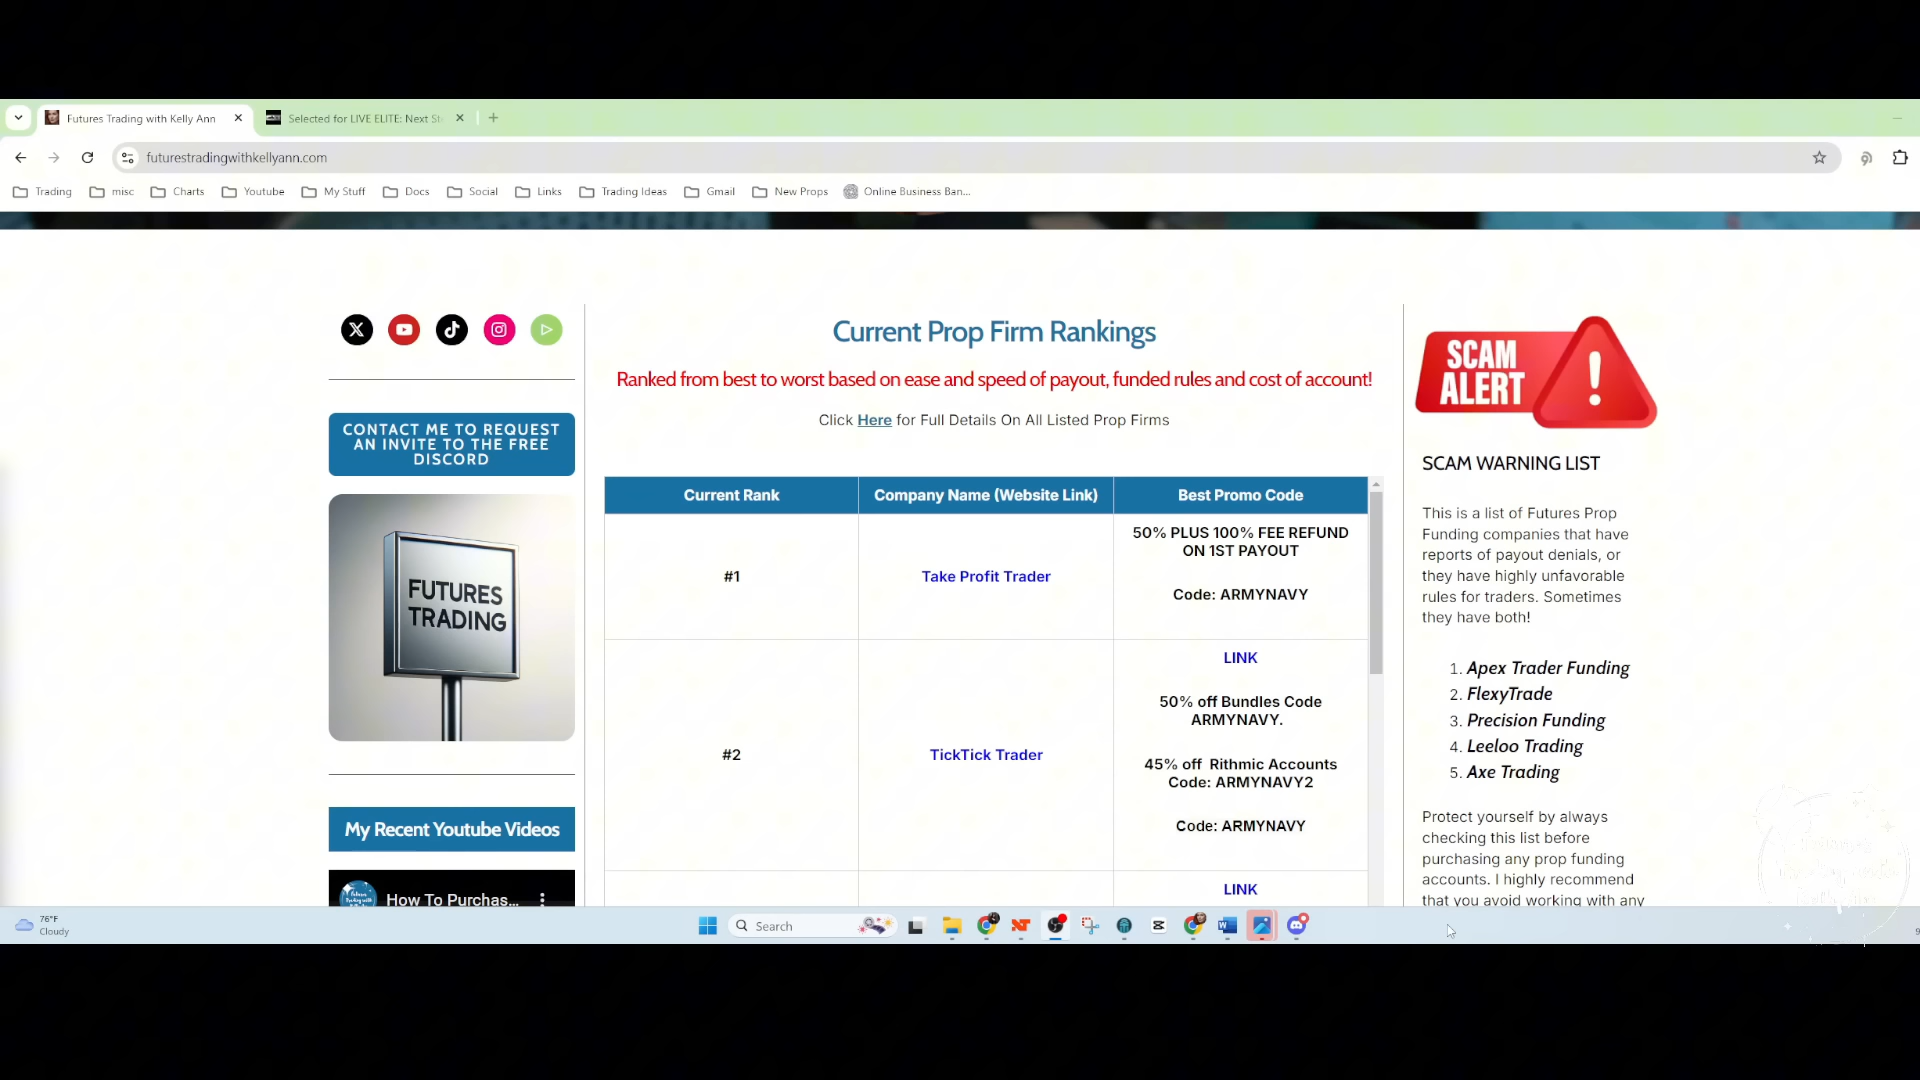 Futures Trading with Kelly Ann
Selected for LIVE ELITE: Next St
futurestradingwithkellyann.com
Trading
misc
Charts
Youtube
My Stuff
Docs
Social
Links
Trading Ideas
Gmail
New Props
Online Business Ban...
CONTACT ME TO REQUEST
AN INVITE TO THE FREE
DISCORD
FUTURES
TRADING
My Recent Youtube Videos
How To Purchas...
Current Prop Firm Rankings
Ranked from best to worst based on ease and speed of payout, funded rules and cost of account!
Click Here for Full Details On All Listed Prop Firms
Current Rank
Company Name (Website Link)
Best Promo Code
#1
Take Profit Trader
50% PLUS 100% FEE REFUND
ON 1ST PAYOUT
Code: ARMYNAVY
#2
TickTick Trader
LINK
50% off Bundles Code
ARMYNAVY.
45% off Rithmic Accounts
Code: ARMYNAVY2
Code: ARMYNAVY
LINK
SCAM
ALERT
SCAM WARNING LIST
This is a list of Futures Prop
Funding companies that have
reports of payout denials, or
they have highly unfavorable
rules for traders. Sometimes
they have both!
1. Apex Trader Funding
2. FlexyTrade
3. Precision Funding
4. Leeloo Trading
5. Axe Trading
Protect yourself by always
checking this list before
purchasing any prop funding
accounts. I highly recommend
that you avoid working with any
76°F
Cloudy
Search